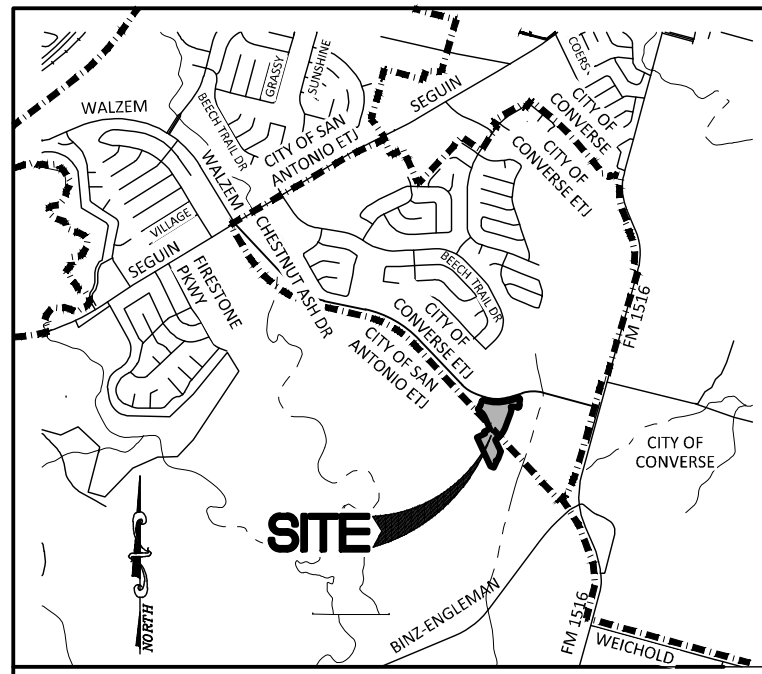 WALZEM
GRASSY
SUNSHINE
BEECH TRAIL DR
SEGUIN
COERS
CITY OF
CONVERSE
CITY OF SAN
ANTONIO ETJ
CITY OF
CONVERSE ETJ
WALZEM
VILLAGE
SEGUIN
FIRESTONE
PKWY
CHESTNUT ASH DR
BEECH TRAIL DR
CITY OF
CONVERSE ETJ
CITY OF SAN
ANTONIO ETJ
FM 1516
CITY OF
CONVERSE
SITE
NORTH
BINZ-ENGLEMAN
FM 1516
WEICHOLD